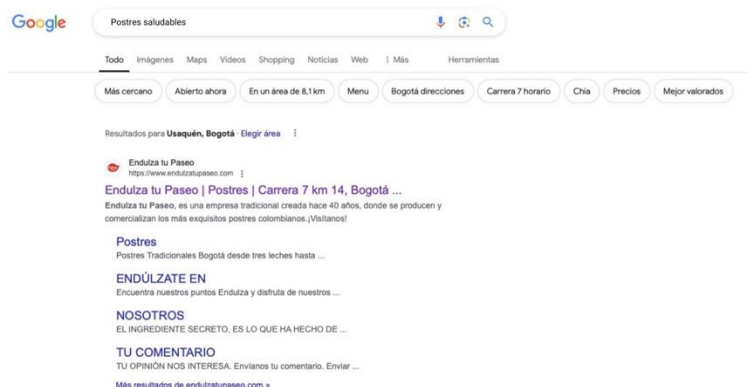 Google
Postres saludables
Todo Imágenes Maps Videos Shopping Noticias Web Más Herramientas
Más cercano Abierto ahora En un área de 8,1 km Menu Bogotá direcciones Carrera 7 horario Chia Precios Mejor valorados
Resultados para Usaquén, Bogotá · Elegir área
Endulza tu Paseo
https://www.endulzatupaseo.com
Endulza tu Paseo | Postres | Carrera 7 km 14, Bogotá ...
Endulza tu Paseo, es una empresa tradicional creada hace 40 años, donde se producen y
comercializan los más exquisitos postres colombianos.¡Visítanos!
Postres
Postres Tradicionales Bogotá desde tres leches hasta ...
ENDÚLZATE EN
Encuentra nuestros puntos Endulza y disfruta de nuestros ...
NOSOTROS
EL INGREDIENTE SECRETO, ES LO QUE HA HECHO DE ...
TU COMENTARIO
TU OPINIÓN NOS INTERESA. Envíanos tu comentario. Enviar ...
Más resultados de endulzatupaseo.com »